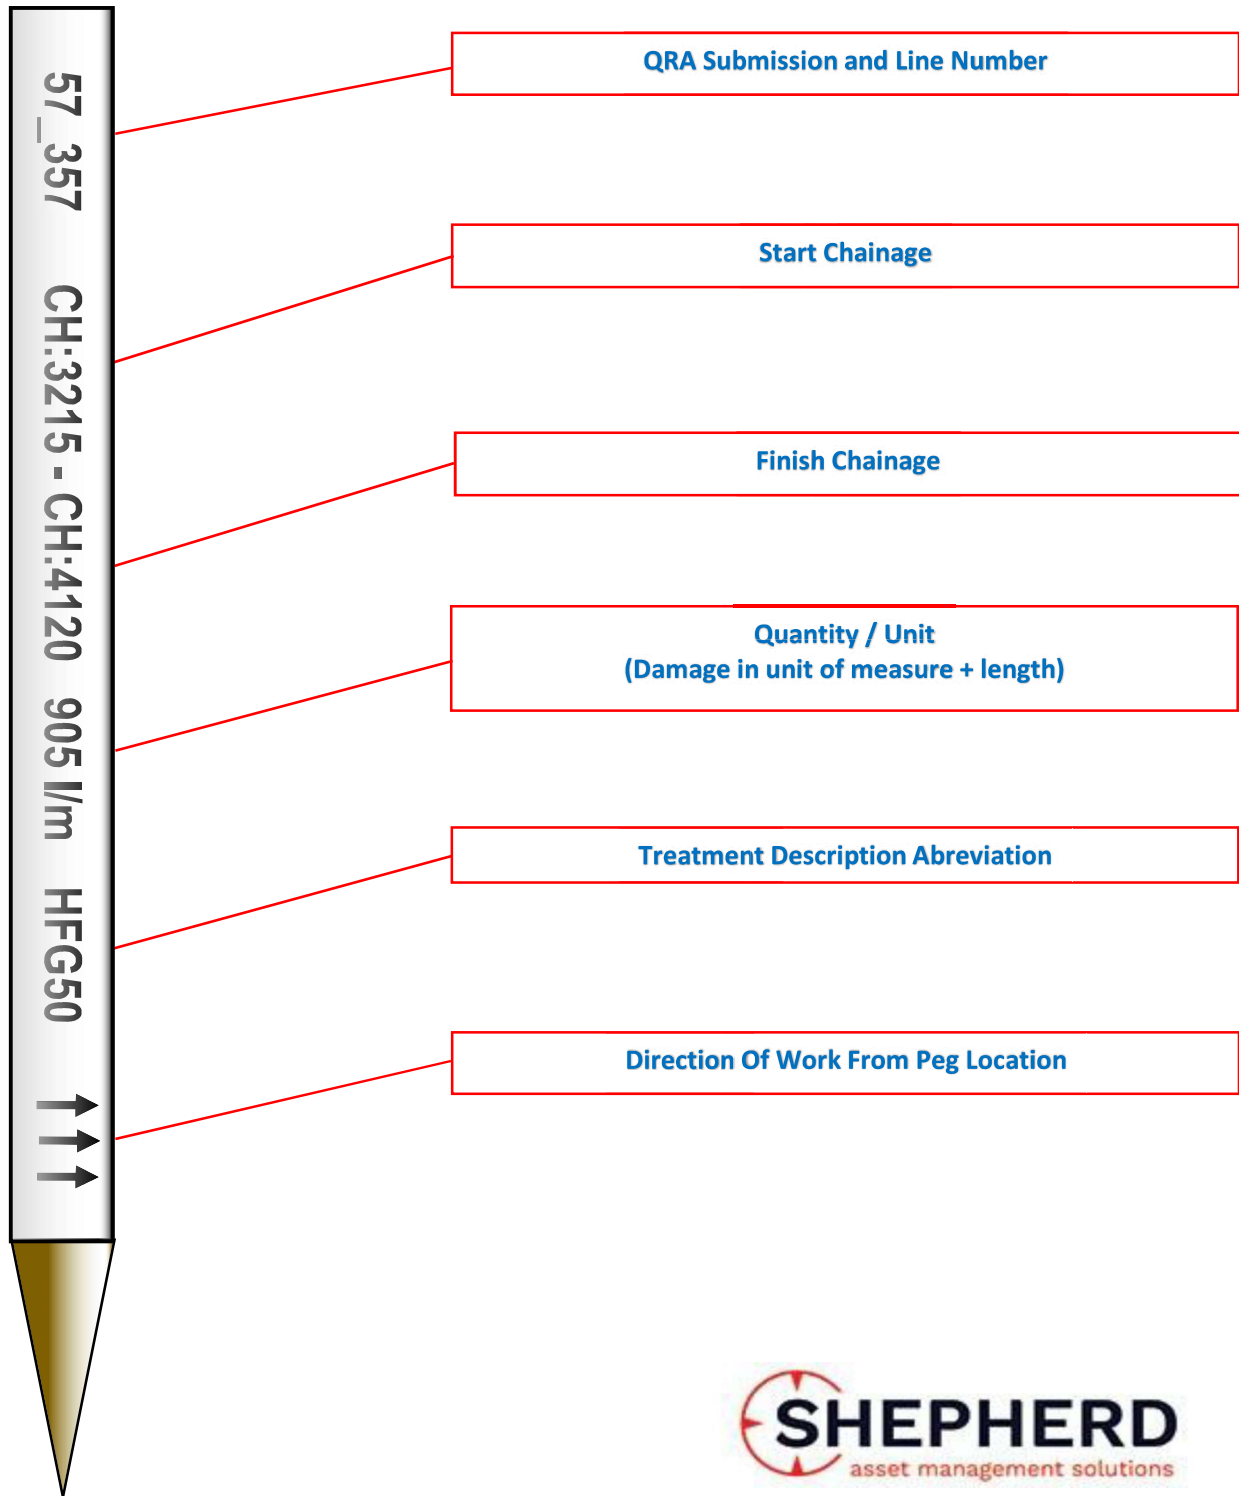 57_357 CH:3215 - CH:4120 905 l/m HFG50
QRA Submission and Line Number
Start Chainage
Finish Chainage
Quantity / Unit
(Damage in unit of measure + length)
Treatment Description Abreviation
Direction Of Work From Peg Location
SHEPHERD
asset management solutions